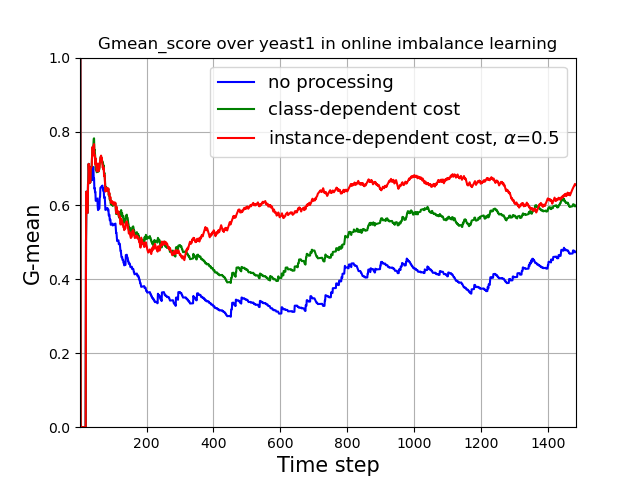 Gmean_score over yeast1 in online imbalance learning
no processing
class-dependent cost
instance-dependent cost, α=0.5
1.0
0.8
0.6
0.4
0.2
0.0
G-mean
200 400 600 800 1000 1200 1400
Time step